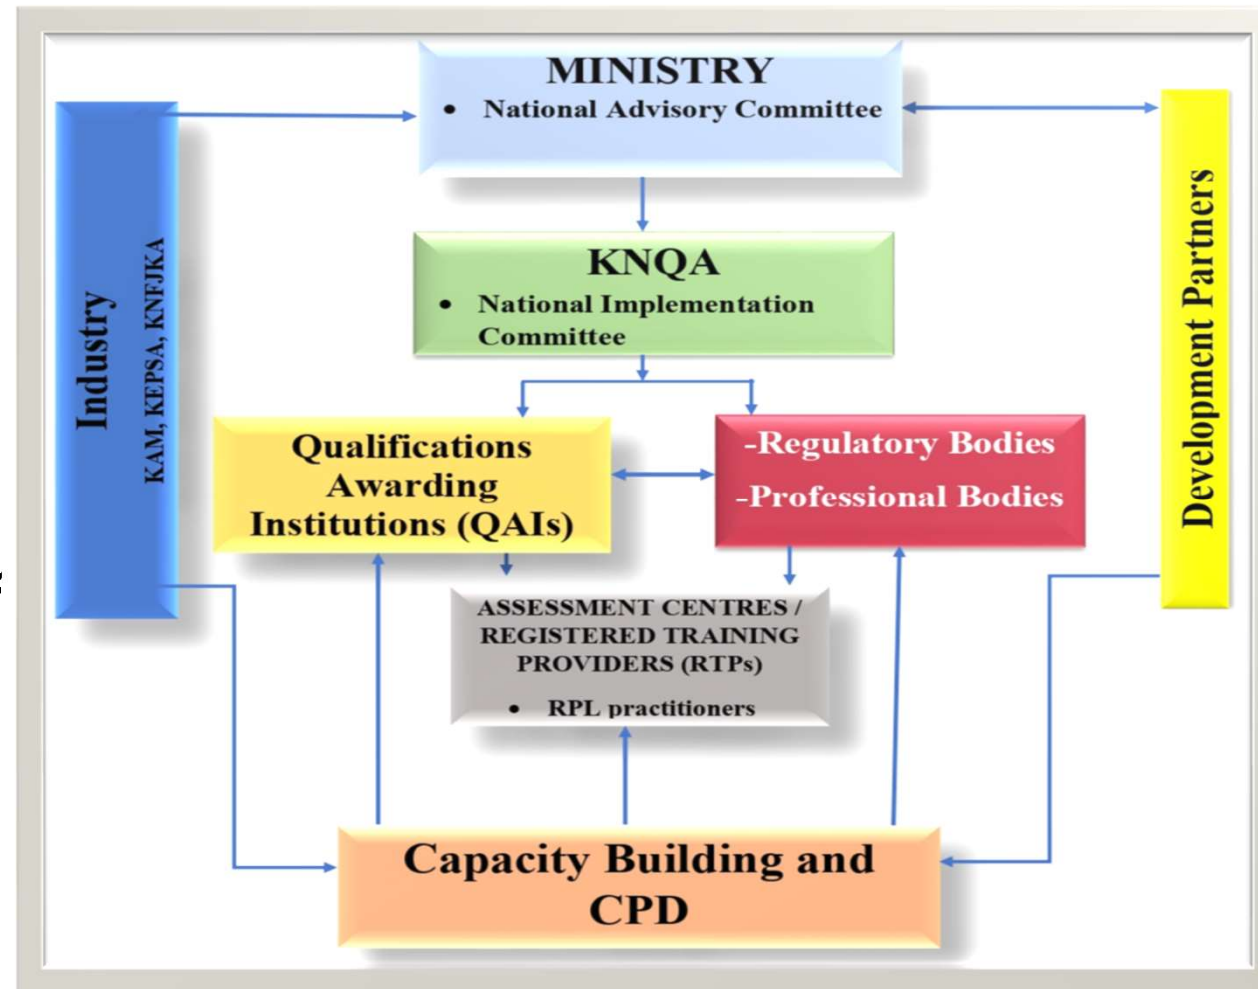 MINISTRY
• National Advisory Committee
Industry
KAM, KEPSA, KNFJKA
Development Partners
KNQA
• National Implementation
Committee
Qualifications
Awarding
Institutions (QAIs)
-Regulatory Bodies
-Professional Bodies
ASSESSMENT CENTRES /
REGISTERED TRAINING
PROVIDERS (RTPs)
• RPL practitioners
Capacity Building and
CPD